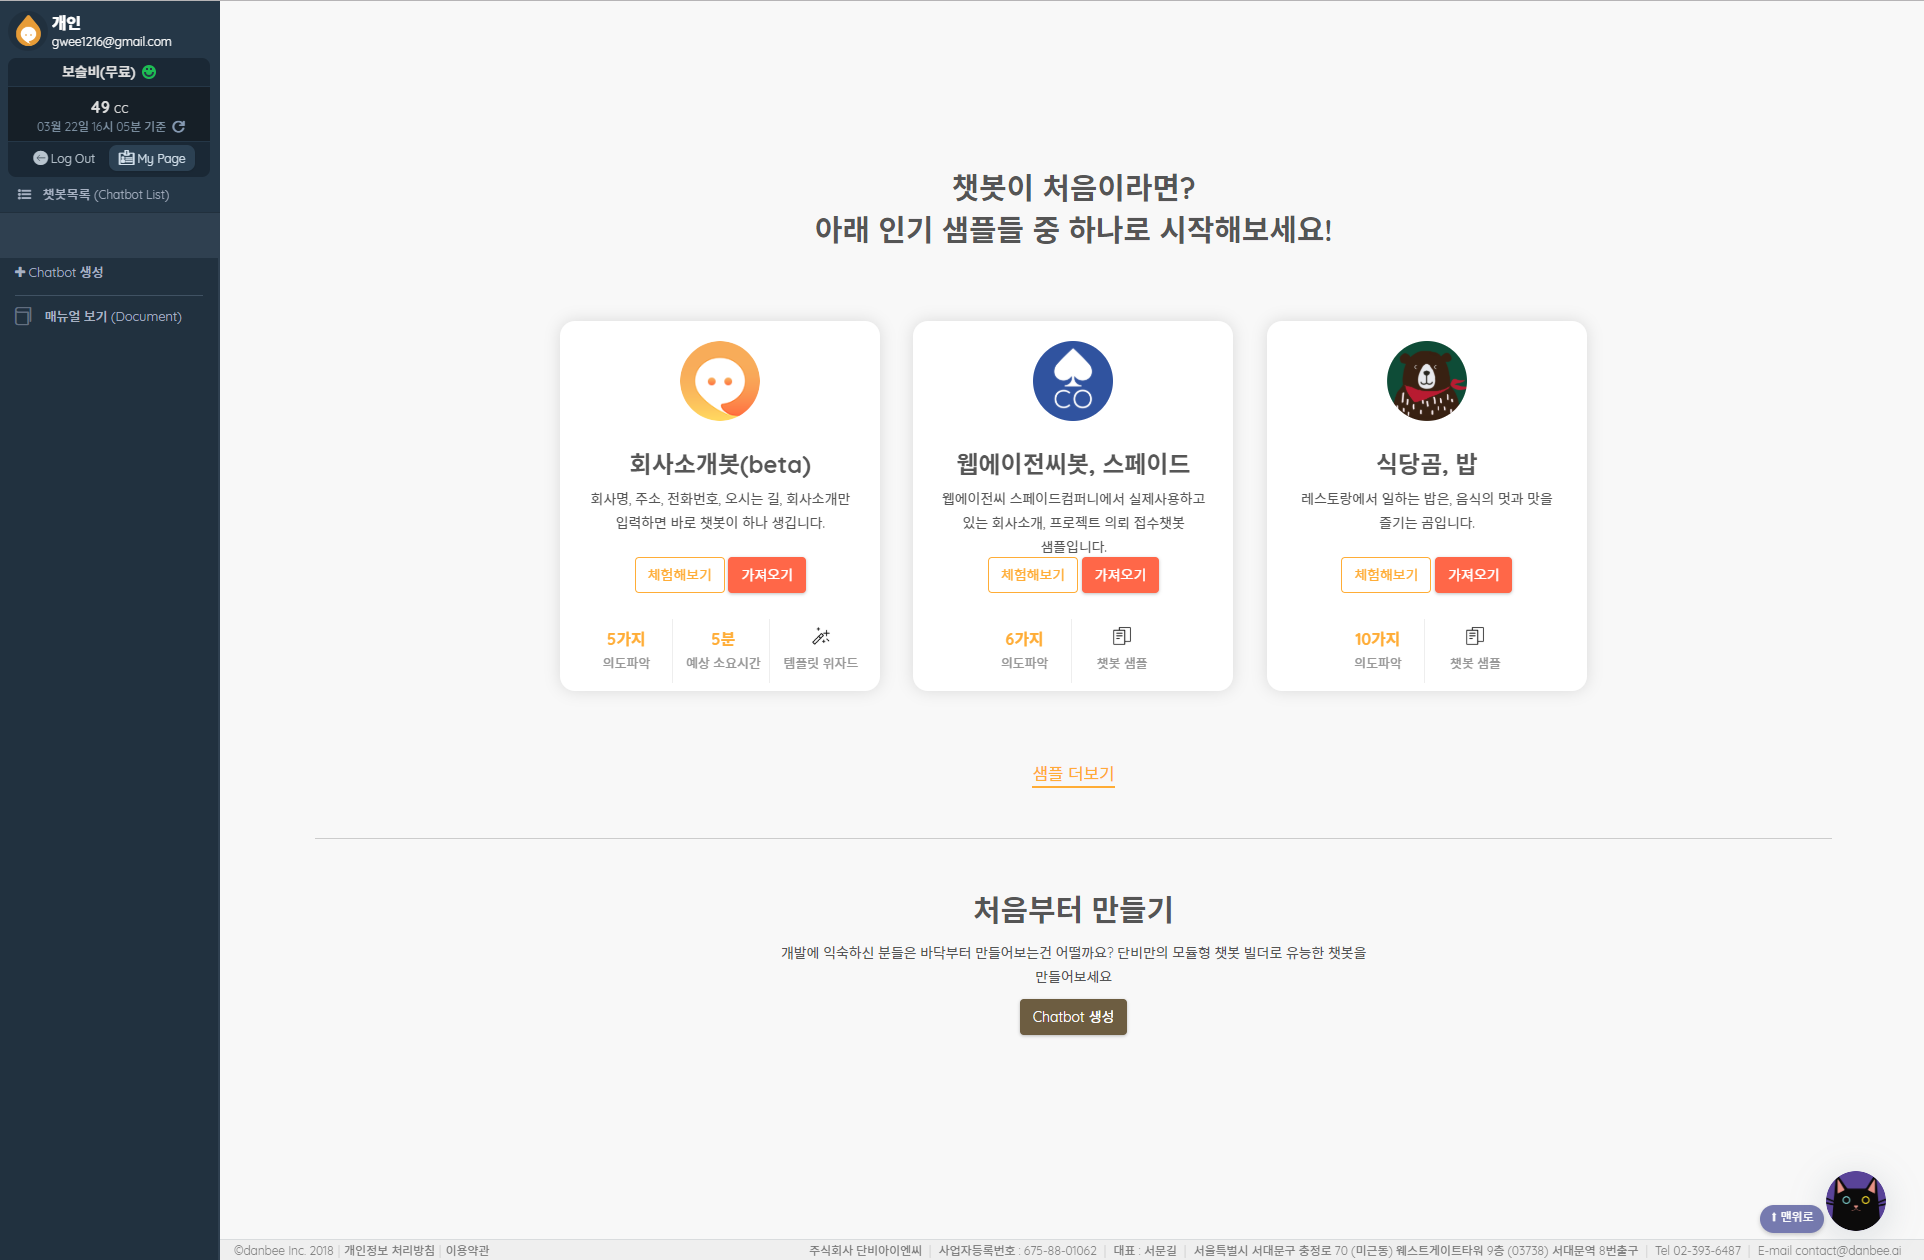 개인
gwee1216@gmail.com
보슬비(무료)
49 CC
03월 22일 16시 05분 기준
Log Out
My Page
챗봇목록 (Chatbot List)
Chatbot 생성
매뉴얼 보기 (Document)
챗봇이 처음이라면?
아래 인기 샘플들 중 하나로 시작해보세요!
회사소개봇(beta)
회사명, 주소, 전화번호, 오시는 길, 회사소개만
입력하면 바로 챗봇이 하나 생깁니다.
체험해보기
가져오기
5가지
의도파악
5분
예상 소요시간
템플릿 위자드
CO
웹에이전씨봇, 스페이드
웹에이전씨 스페이드컴퍼니에서 실제사용하고
있는 회사소개, 프로젝트 의뢰 접수챗봇
샘플입니다.
체험해보기
가져오기
6가지
의도파악
챗봇 샘플
식당곰, 밥
레스토랑에서 일하는 밥은, 음식의 멋과 맛을
즐기는 곰입니다.
체험해보기
가져오기
10가지
의도파악
챗봇 샘플
샘플 더보기
처음부터 만들기
개발에 익숙하신 분들은 바닥부터 만들어보는건 어떨까요? 단비만의 모듈형 챗봇 빌더로 유능한 챗봇을
만들어보세요
Chatbot 생성
맨위로
©danbee Inc. 2018 | 개인정보 처리방침 | 이용약관
주식회사 단비아이엔씨 | 사업자등록번호 : 675-88-01062 | 대표 : 서문길 | 서울특별시 서대문구 충정로 70 (미근동) 웨스트게이트타워 9층 (03738) 서대문역 8번출구 | Tel 02-393-6487 | E-mail contact@danbee.ai